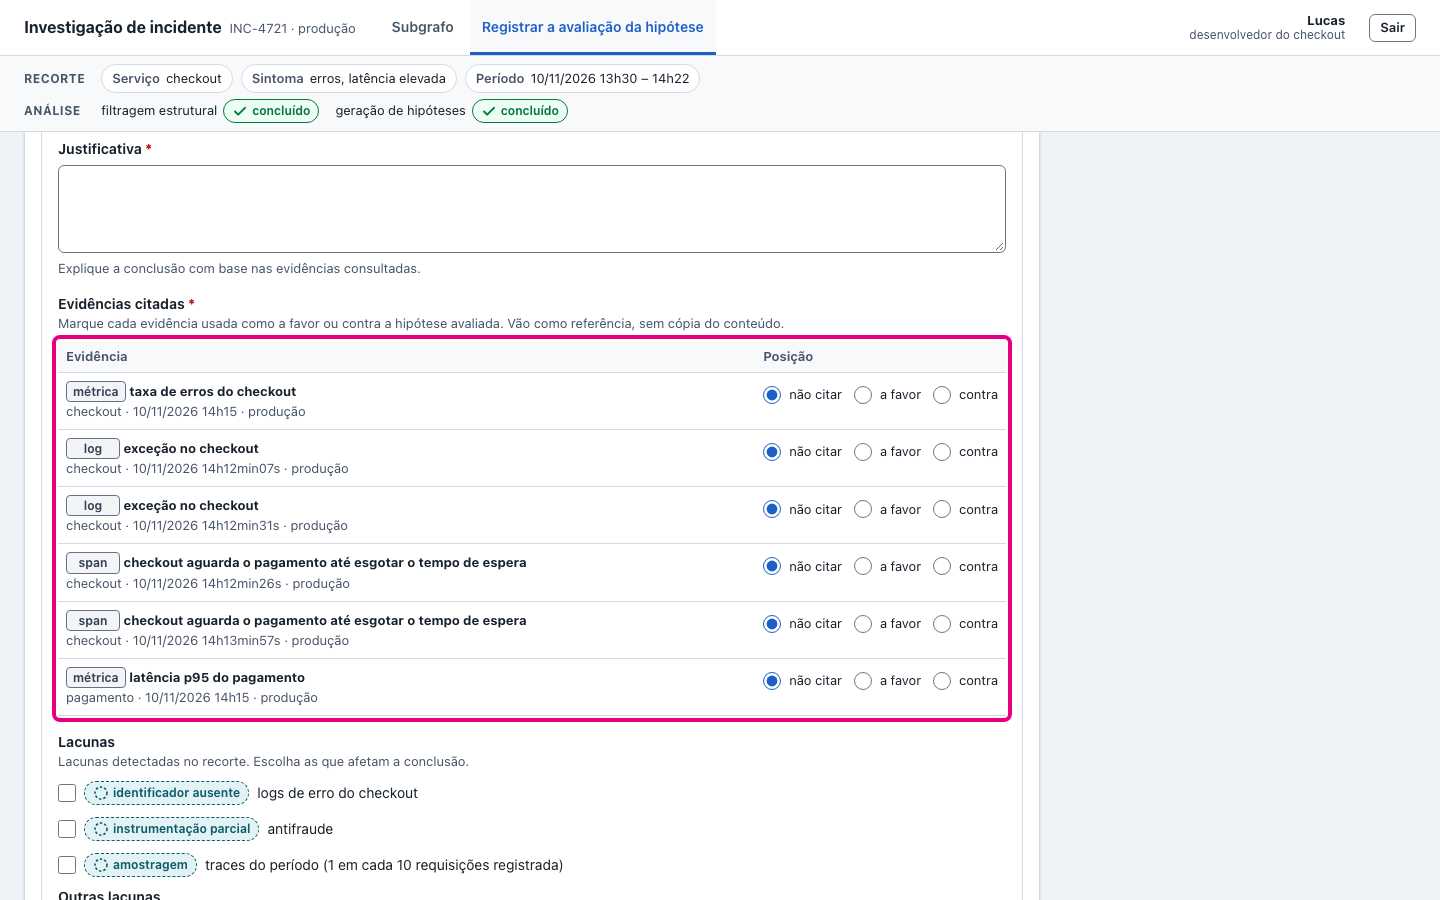 Investigação de incidente INC-4721 · produção Subgrafo Registrar a avaliação da hipótese Lucas
desenvolvedor do checkout Sair
RECORTE Serviço checkout Sintoma erros, latência elevada Período 10/11/2026 13h30 – 14h22
ANÁLISE filtragem estrutural concluído geração de hipóteses concluído
Justificativa *
Explique a conclusão com base nas evidências consultadas.
Evidências citadas *
Marque cada evidência usada como a favor ou contra a hipótese avaliada. Vão como referência, sem cópia do conteúdo.
Evidência Posição
métrica taxa de erros do checkout não citar a favor contra
checkout · 10/11/2026 14h15 · produção
log exceção no checkout não citar a favor contra
checkout · 10/11/2026 14h12min07s · produção
log exceção no checkout não citar a favor contra
checkout · 10/11/2026 14h12min31s · produção
span checkout aguarda o pagamento até esgotar o tempo de espera não citar a favor contra
checkout · 10/11/2026 14h12min26s · produção
span checkout aguarda o pagamento até esgotar o tempo de espera não citar a favor contra
checkout · 10/11/2026 14h13min57s · produção
métrica latência p95 do pagamento não citar a favor contra
pagamento · 10/11/2026 14h15 · produção
Lacunas
Lacunas detectadas no recorte. Escolha as que afetam a conclusão.
identificador ausente logs de erro do checkout
instrumentação parcial antifraude
amostragem traces do período (1 em cada 10 requisições registrada)
Outras lacunas